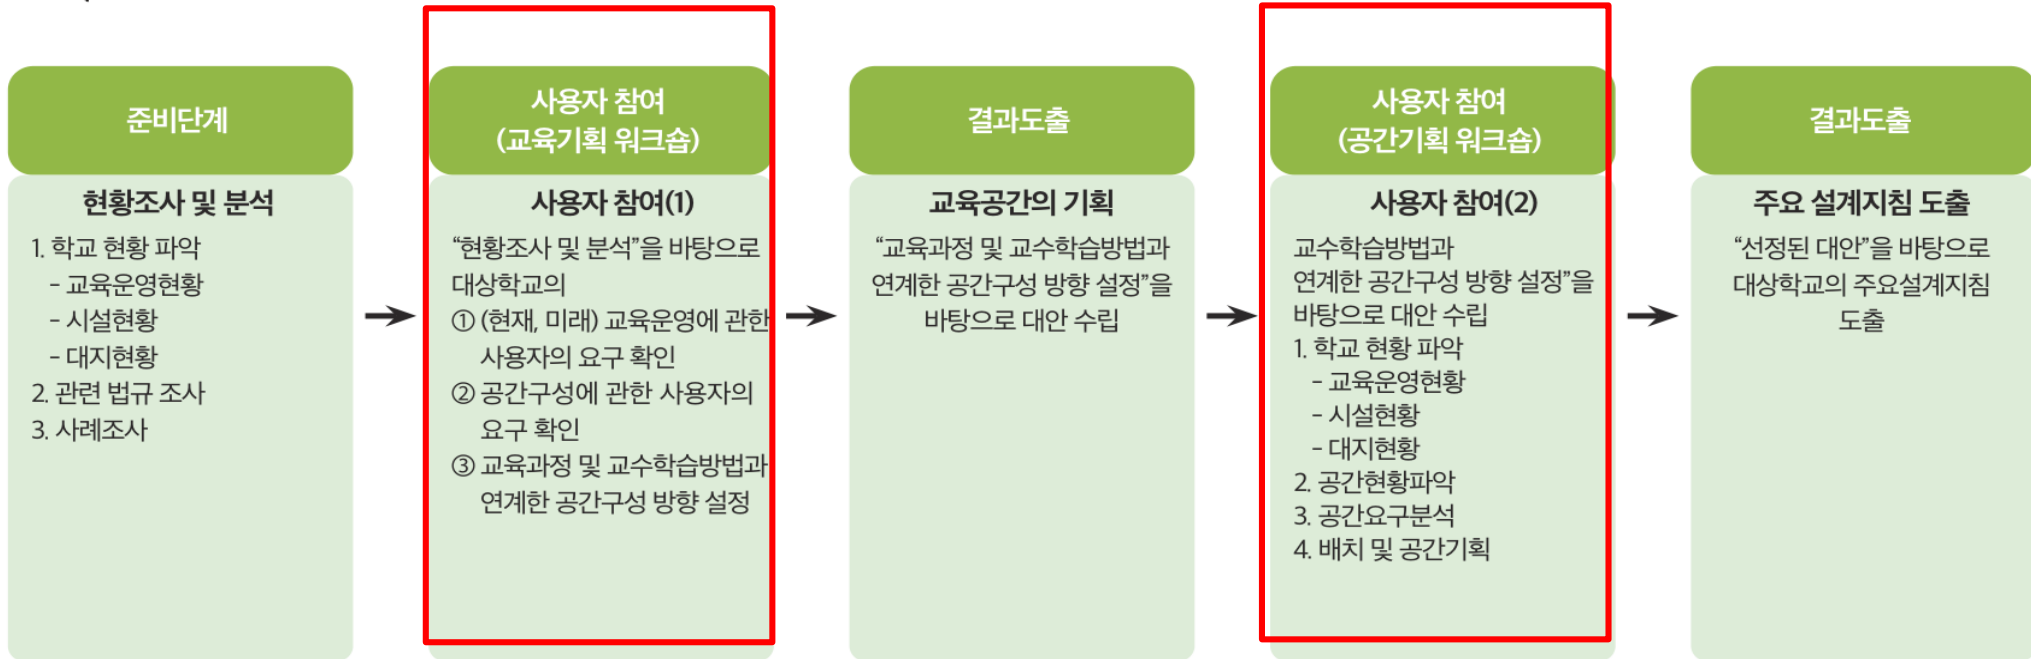 준비단계
현황조사 및 분석
1. 학교 현황 파악
- 교육운영현황
- 시설현황
- 대지현황
2. 관련 법규 조사
3. 사례조사
사용자 참여
(교육기획 워크숍)
사용자 참여(1)
“현황조사 및 분석”을 바탕으로
대상학교의
① (현재, 미래) 교육운영에 관한
사용자의 요구 확인
② 공간구성에 관한 사용자의
요구 확인
③ 교육과정 및 교수학습방법과
연계한 공간구성 방향 설정
결과도출
교육공간의 기획
“교육과정 및 교수학습방법과
연계한 공간구성 방향 설정”을
바탕으로 대안 수립
사용자 참여
(공간기획 워크숍)
사용자 참여(2)
교수학습방법과
연계한 공간구성 방향 설정”을
바탕으로 대안 수립
1. 학교 현황 파악
- 교육운영현황
- 시설현황
- 대지현황
2. 공간현황파악
3. 공간요구분석
4. 배치 및 공간기획
결과도출
주요 설계지침 도출
“선정된 대안”을 바탕으로
대상학교의 주요설계지침
도출